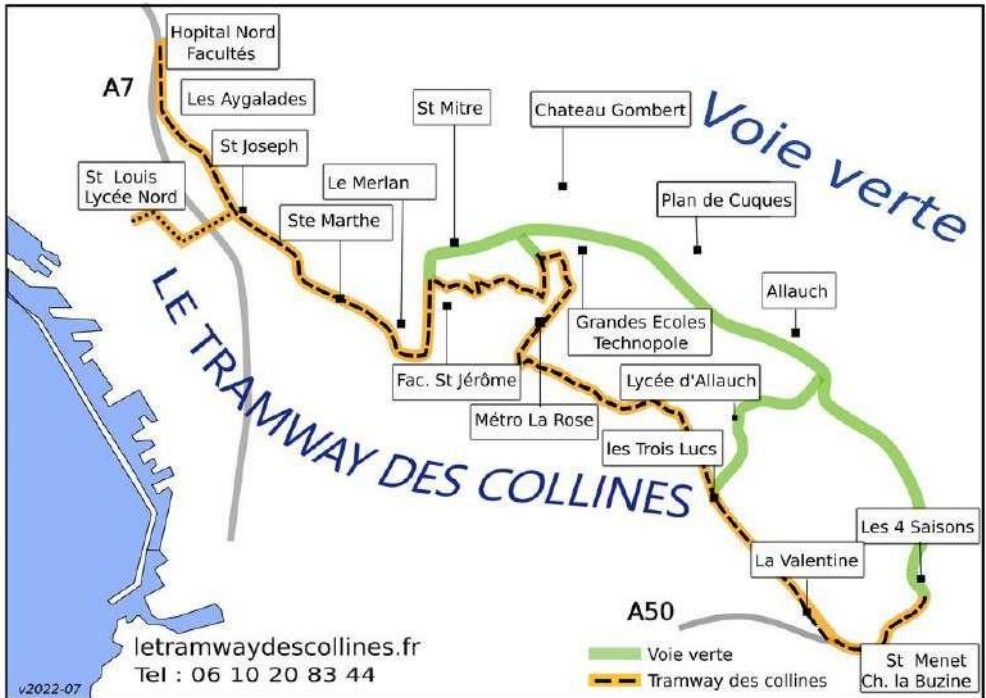 Hopital Nord
Facultés
A7
Les Aygalades
St Mitre
Chateau Gombert
Voie verte
St Joseph
St Louis
Lycée Nord
Le Merlan
Plan de Cuques
Ste Marthe
Allauch
LE TRAMWAY DES COLLINES
Grandes Ecoles
Technopole
Fac. St Jérôme
Lycée d'Allauch
Métro La Rose
les Trois Lucs
Les 4 Saisons
La Valentine
A50
letramwaydescollines.fr
Tel : 06 10 20 83 44
Voie verte
Tramway des collines
St Menet
Ch. la Buzine
v2022-07